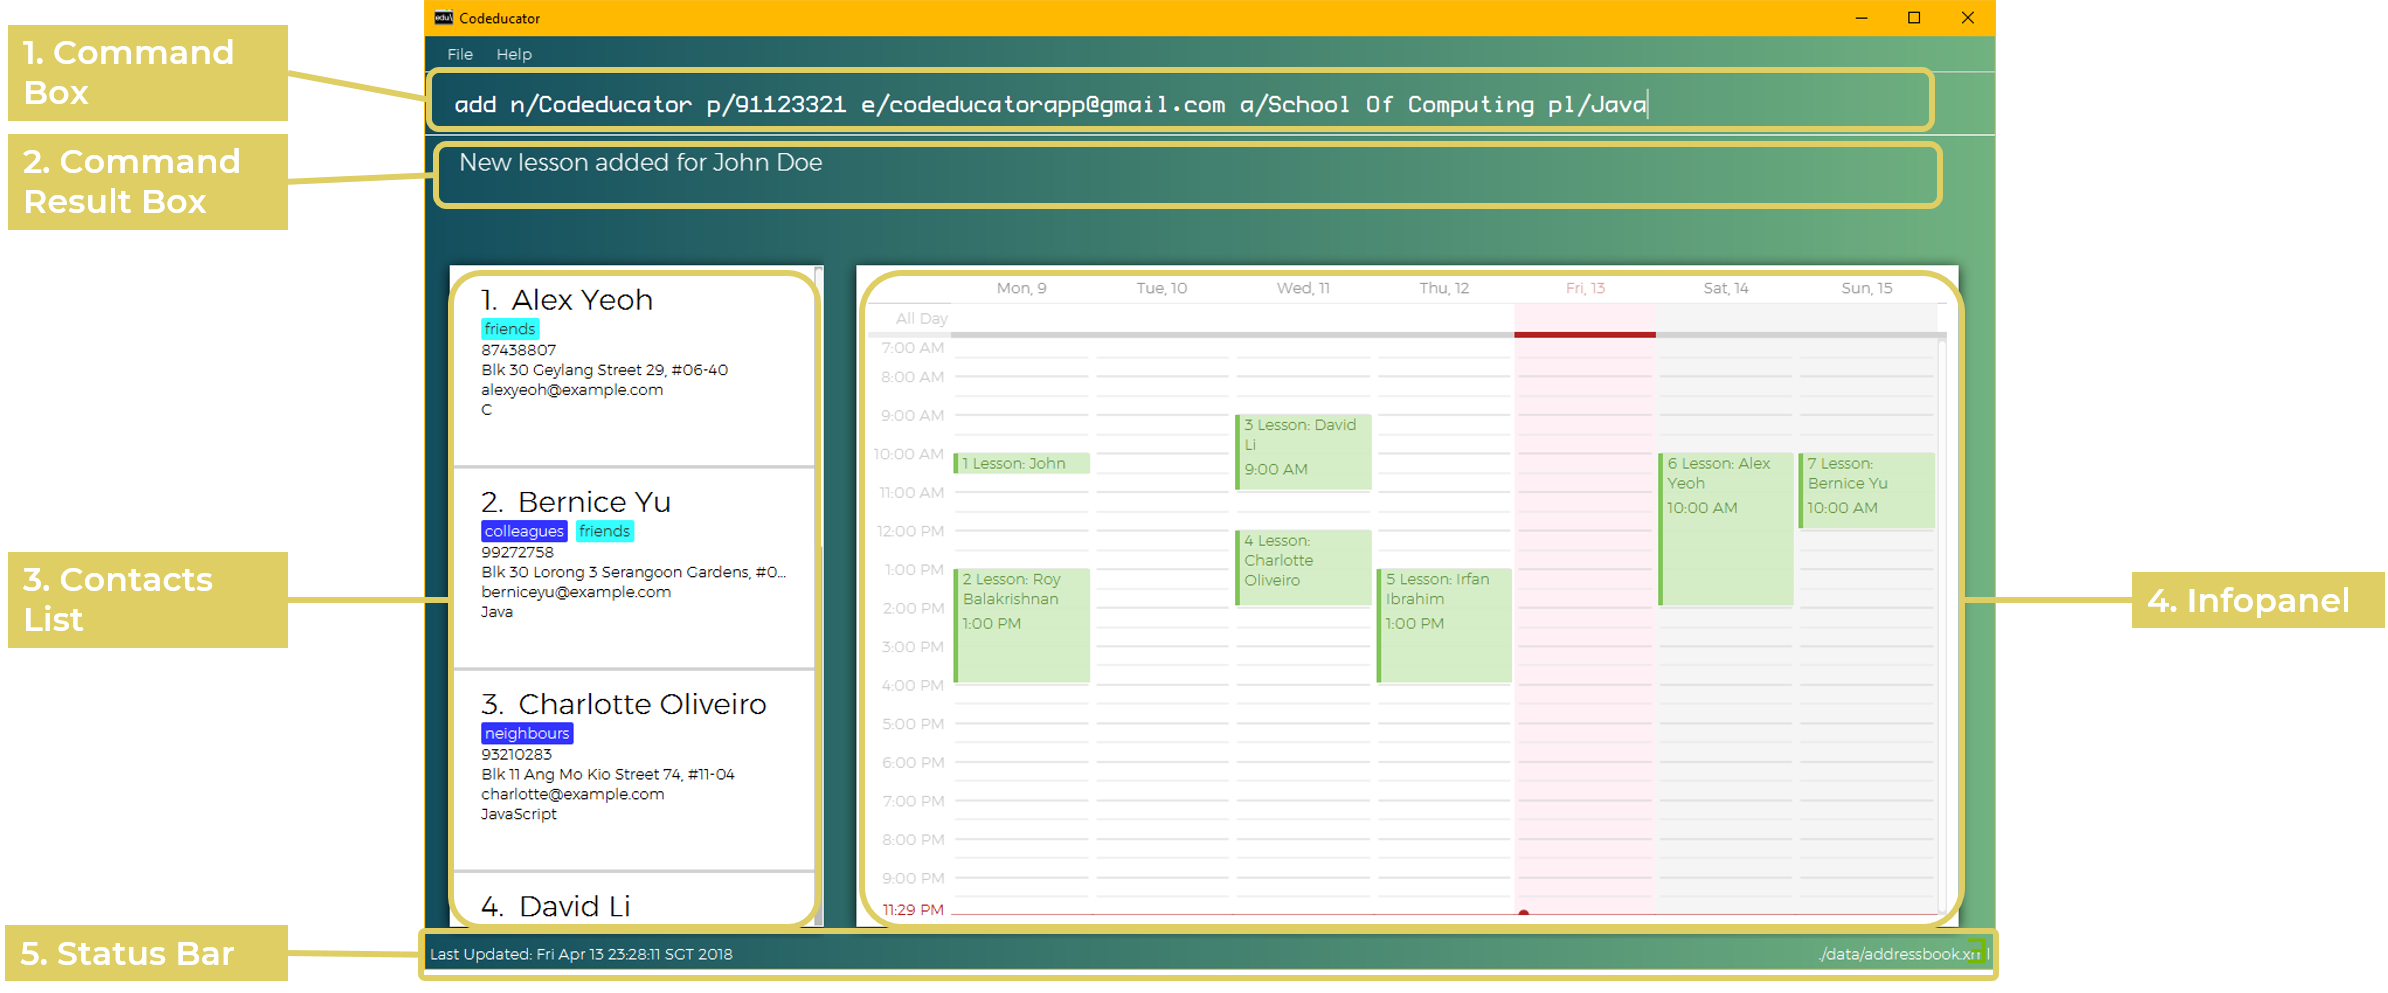 edu\
Codeducator
File Help
1. Command
Box
add n/Codeducator p/91123321 e/codeducatorapp@gmail.com a/School Of Computing pl/Java
2. Command
Result Box
New lesson added for John Doe
3. Contacts
List
1. Alex Yeoh
friends
87438807
Blk 30 Geylang Street 29, #06-40
alexyeoh@example.com
C
2. Bernice Yu
colleagues friends
99272758
Blk 30 Lorong 3 Serangoon Gardens, #0...
berniceyu@example.com
Java
3. Charlotte Oliveiro
neighbours
93210283
Blk 11 Ang Mo Kio Street 74, #11-04
charlotte@example.com
JavaScript
4. David Li
4. Infopanel
Mon, 9 Tue, 10 Wed, 11 Thu, 12 Fri, 13 Sat, 14 Sun, 15
All Day
7:00 AM
8:00 AM
9:00 AM
10:00 AM
11:00 AM
12:00 PM
1:00 PM
2:00 PM
3:00 PM
4:00 PM
5:00 PM
6:00 PM
7:00 PM
8:00 PM
9:00 PM
11:29 PM
1 Lesson: John
2 Lesson: Roy
Balakrishnan
1:00 PM
3 Lesson: David
Li
9:00 AM
4 Lesson:
Charlotte
Oliveiro
5 Lesson: Irfan
Ibrahim
1:00 PM
6 Lesson: Alex
Yeoh
10:00 AM
7 Lesson:
Bernice Yu
10:00 AM
5. Status Bar
Last Updated: Fri Apr 13 23:28:11 SGT 2018
./data/addressbook.xml
3